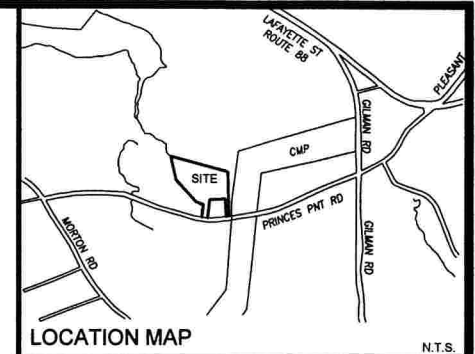 LAFAYETTE ST
ROUTE 88
PLEASANT
GILMAN RD
CMP
SITE
PRINCES PNT RD
MORTON RD
GILMAN RD
LOCATION MAP
N.T.S.